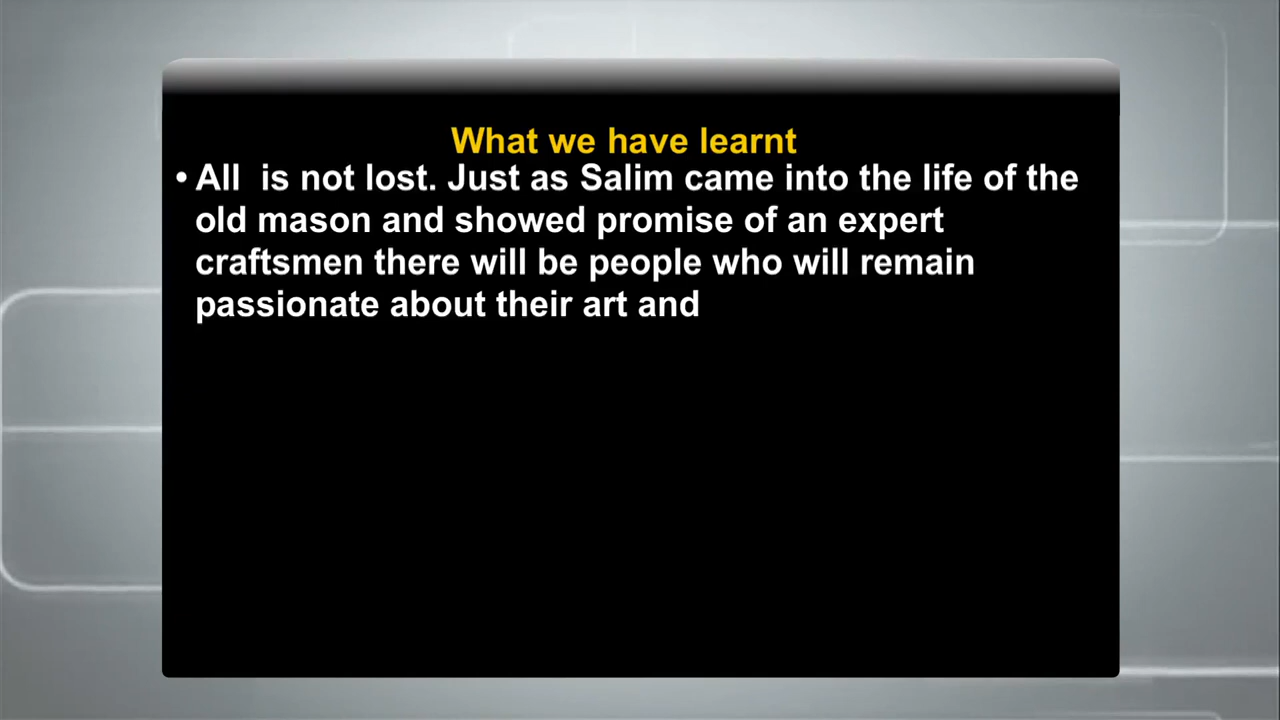 What we have learnt
• All  is not lost. Just as Salim came into the life of the
old mason and showed promise of an expert
craftsmen there will be people who will remain
passionate about their art and